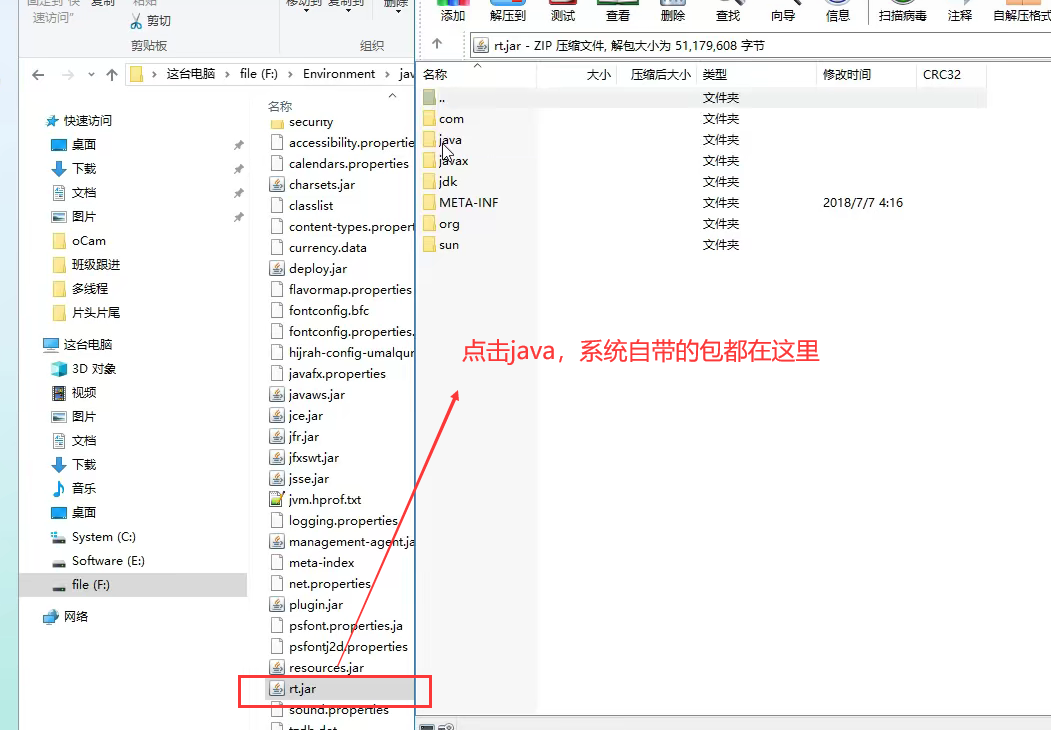 固定到"快 复制 粘贴
速访问"
剪切
剪贴板
移动到 复制到 删除
组织
这台电脑 file (F:) Environment jav
快速访问
桌面
下载
文档
图片
oCam
班级跟进
多线程
片头片尾
这台电脑
3D 对象
视频
图片
文档
下载
音乐
桌面
System (C:)
Software (E:)
file (F:)
网络
名称
security
accessibility.propertie
calendars.properties
charsets.jar
classlist
content-types.propert
currency.data
deploy.jar
flavormap.properties
fontconfig.bfc
fontconfig.properties.
hijrah-config-umalqur
javafx.properties
javaws.jar
jce.jar
jfr.jar
jfxswt.jar
jsse.jar
jvm.hprof.txt
logging.properties
management-agent.ja
meta-index
net.properties
plugin.jar
psfont.properties.ja
psfontj2d.properties
resources.jar
rt.jar
sound.properties
tzdb.dat
添加 解压到 测试 查看 删除 查找 向导 信息 扫描病毒 注释 自解压格式
rt.jar - ZIP 压缩文件, 解包大小为 51,179,608 字节
名称 大小 压缩后大小 类型 修改时间 CRC32
.. 文件夹
com 文件夹
java 文件夹
javax 文件夹
jdk 文件夹
META-INF 文件夹 2018/7/7 4:16
org 文件夹
sun 文件夹
点击java，系统自带的包都在这里